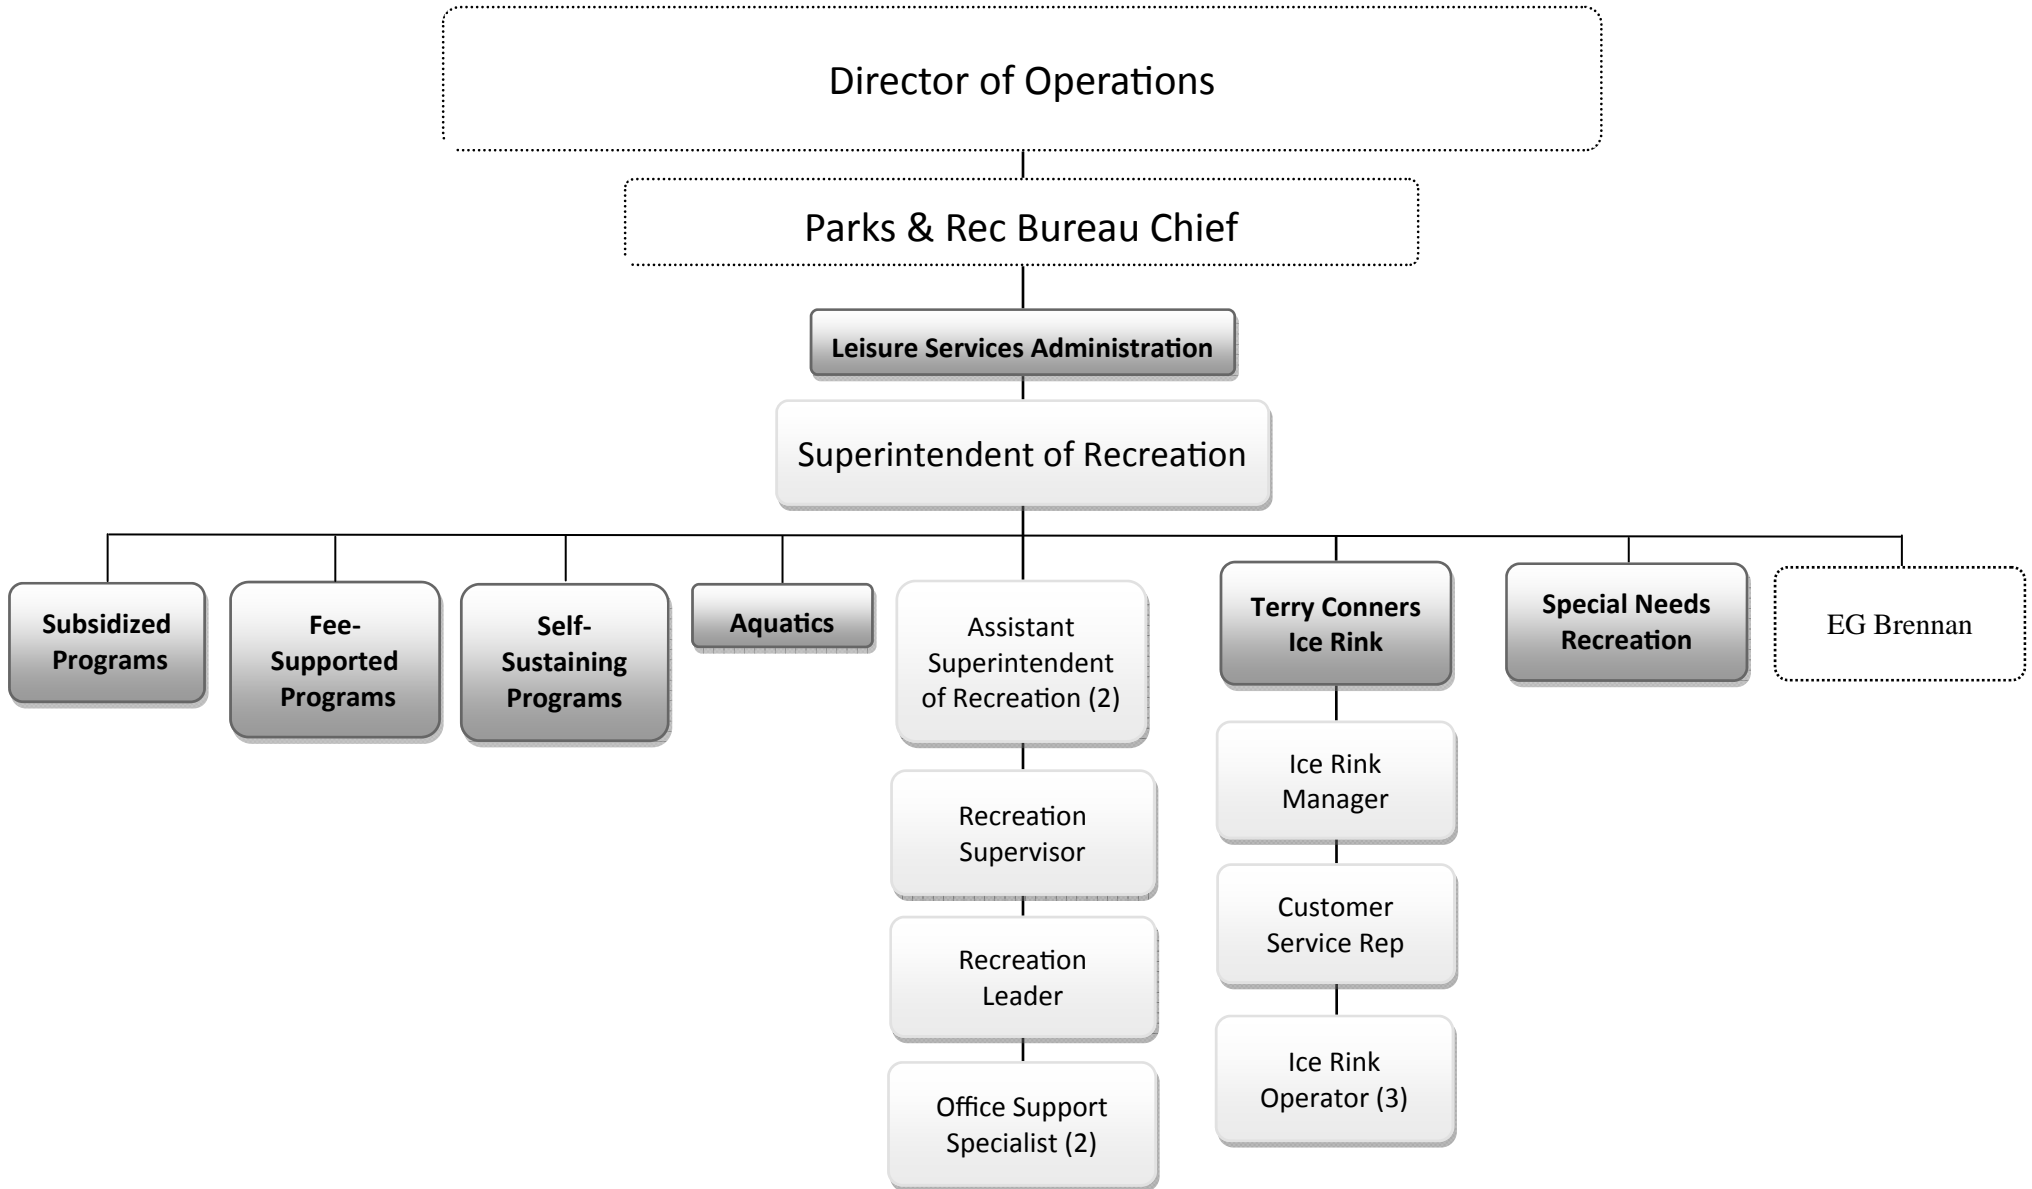 Director of Operations
Parks & Rec Bureau Chief
Leisure Services Administration
Superintendent of Recreation
Subsidized
Programs
Fee-
Supported
Programs
Self-
Sustaining
Programs
Aquatics
Assistant
Superintendent
of Recreation (2)
Terry Conners
Ice Rink
Special Needs
Recreation
EG Brennan
Recreation
Supervisor
Recreation
Leader
Office Support
Specialist (2)
Ice Rink
Manager
Customer
Service Rep
Ice Rink
Operator (3)